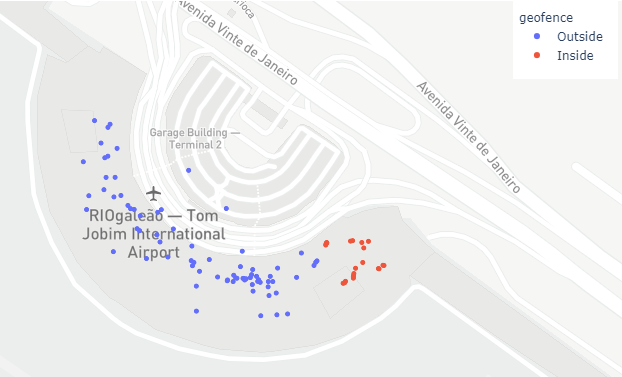 geofence
Outside
Inside
Avenida Vinte de Janeiro
Avenida Vinte de Janeiro
Garage Building —
Terminal 2
RIOgaleão — Tom
Jobim International
Airport